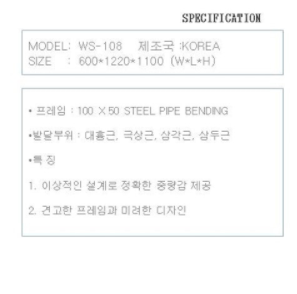 SPECIFICATION
MODEL: WS-108 제조국 :KOREA
SIZE : 600*1220*1100 (W*L*H)
• 프레임 : 100 X 50 STEEL PIPE BENDING
•발달부위 : 대흉근, 극상근, 삼각근, 삼두근
•특 징
1. 이상적인 설계로 정확한 중량감 제공
2. 견고한 프레임과 미려한 디자인